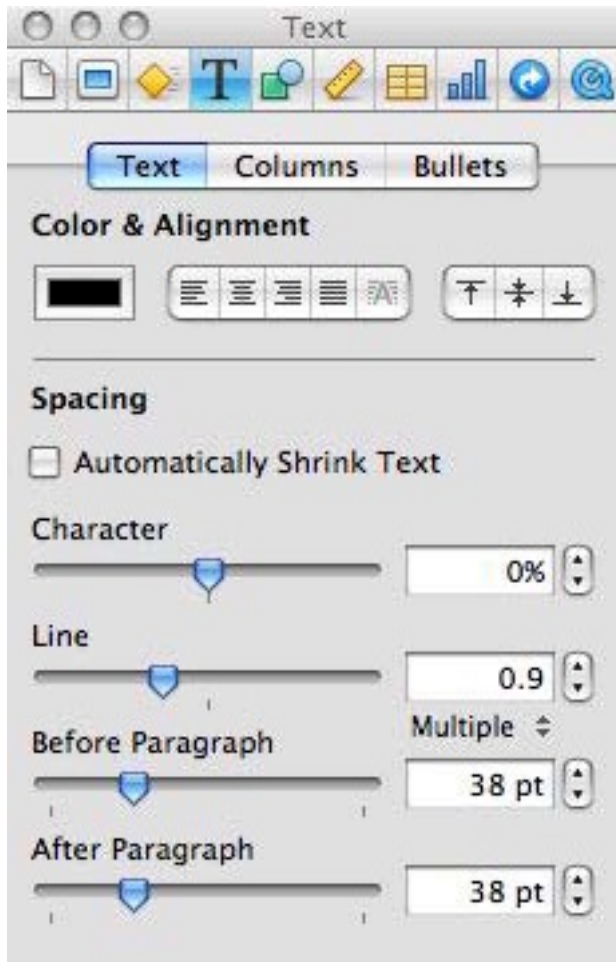 Text
T
Text Columns Bullets
Color & Alignment
A
Spacing
Automatically Shrink Text
Character
0%
Line
0.9
Multiple
Before Paragraph
38 pt
After Paragraph
38 pt